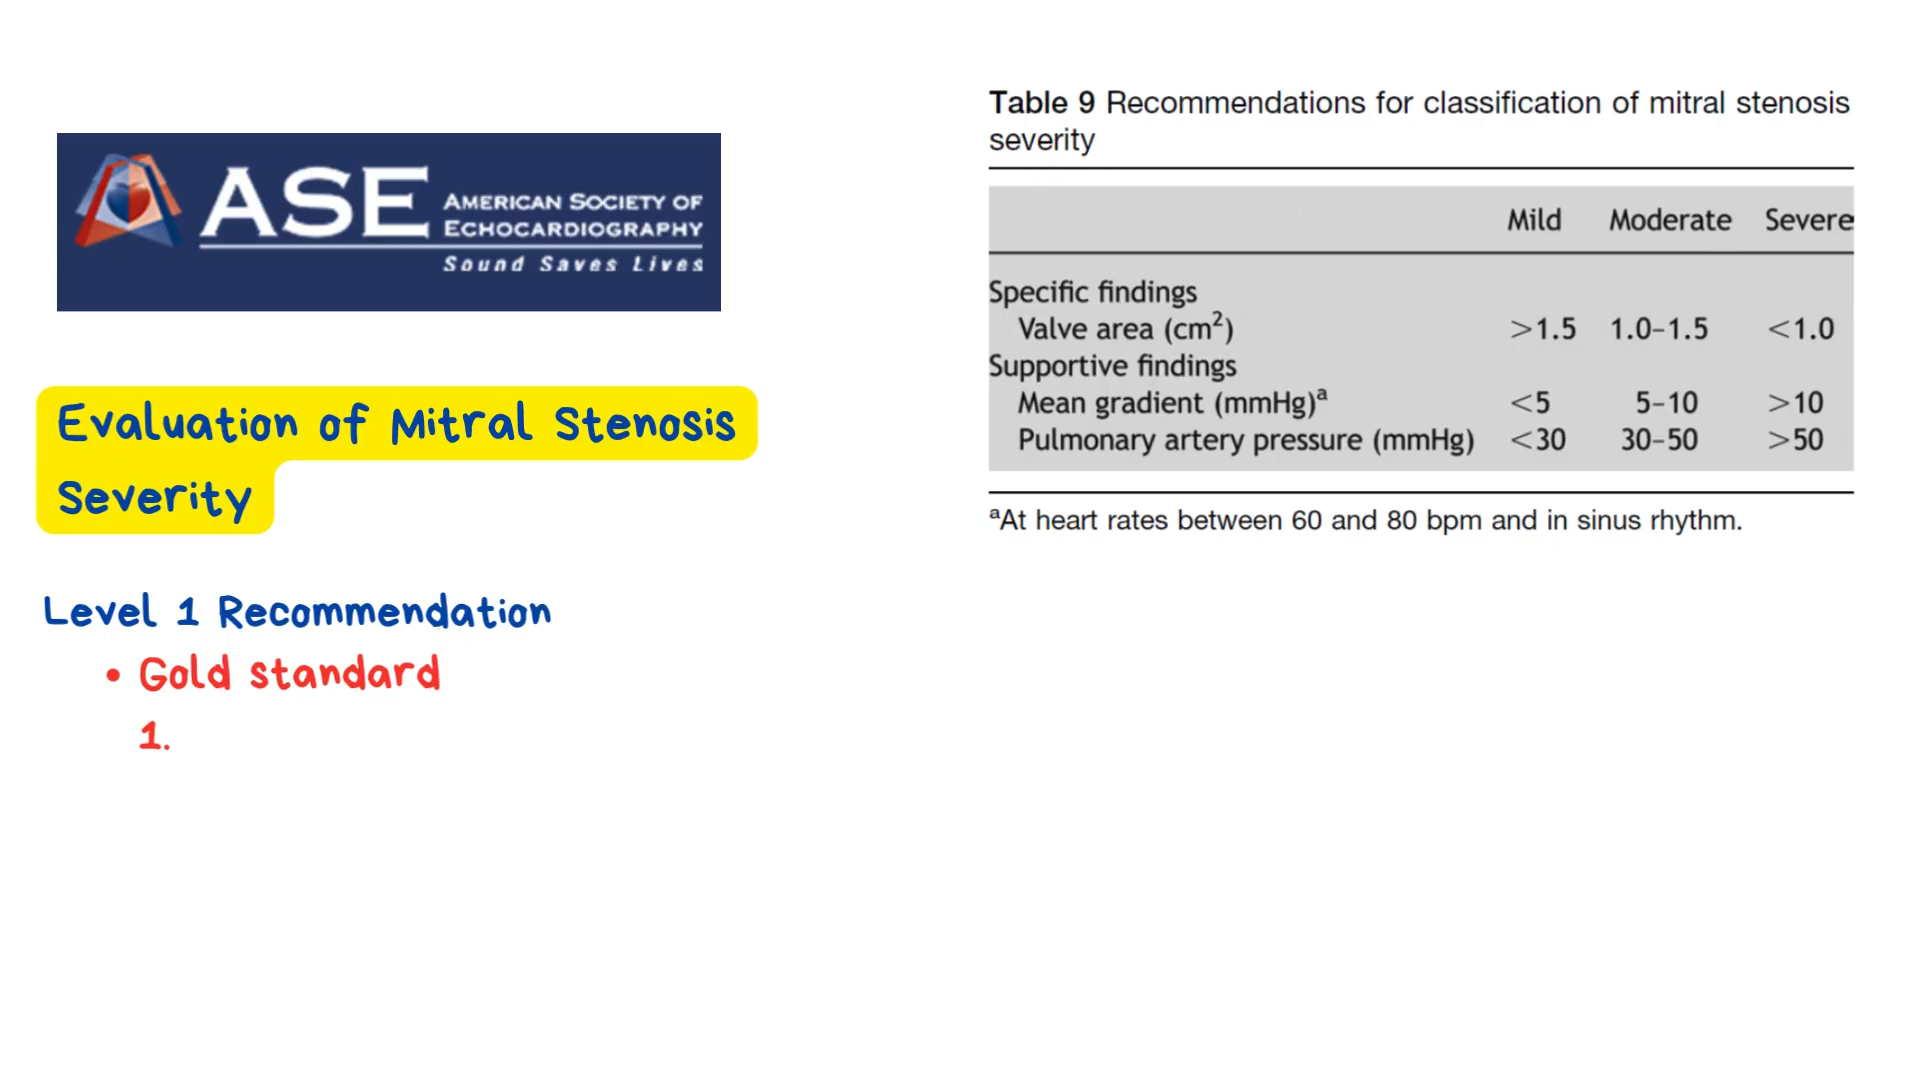 ASE AMERICAN SOCIETY OF
ECHOCARDIOGRAPHY
Sound Saves Lives
Evaluation of Mitral Stenosis
Severity
Level 1 Recommendation
• Gold standard
1.
Table 9 Recommendations for classification of mitral stenosis
severity
Mild Moderate Severe
Specific findings
Valve area (cm²) >1.5 1.0–1.5 <1.0
Supportive findings
Mean gradient (mmHg)ª <5 5–10 >10
Pulmonary artery pressure (mmHg) <30 30–50 >50
ªAt heart rates between 60 and 80 bpm and in sinus rhythm.